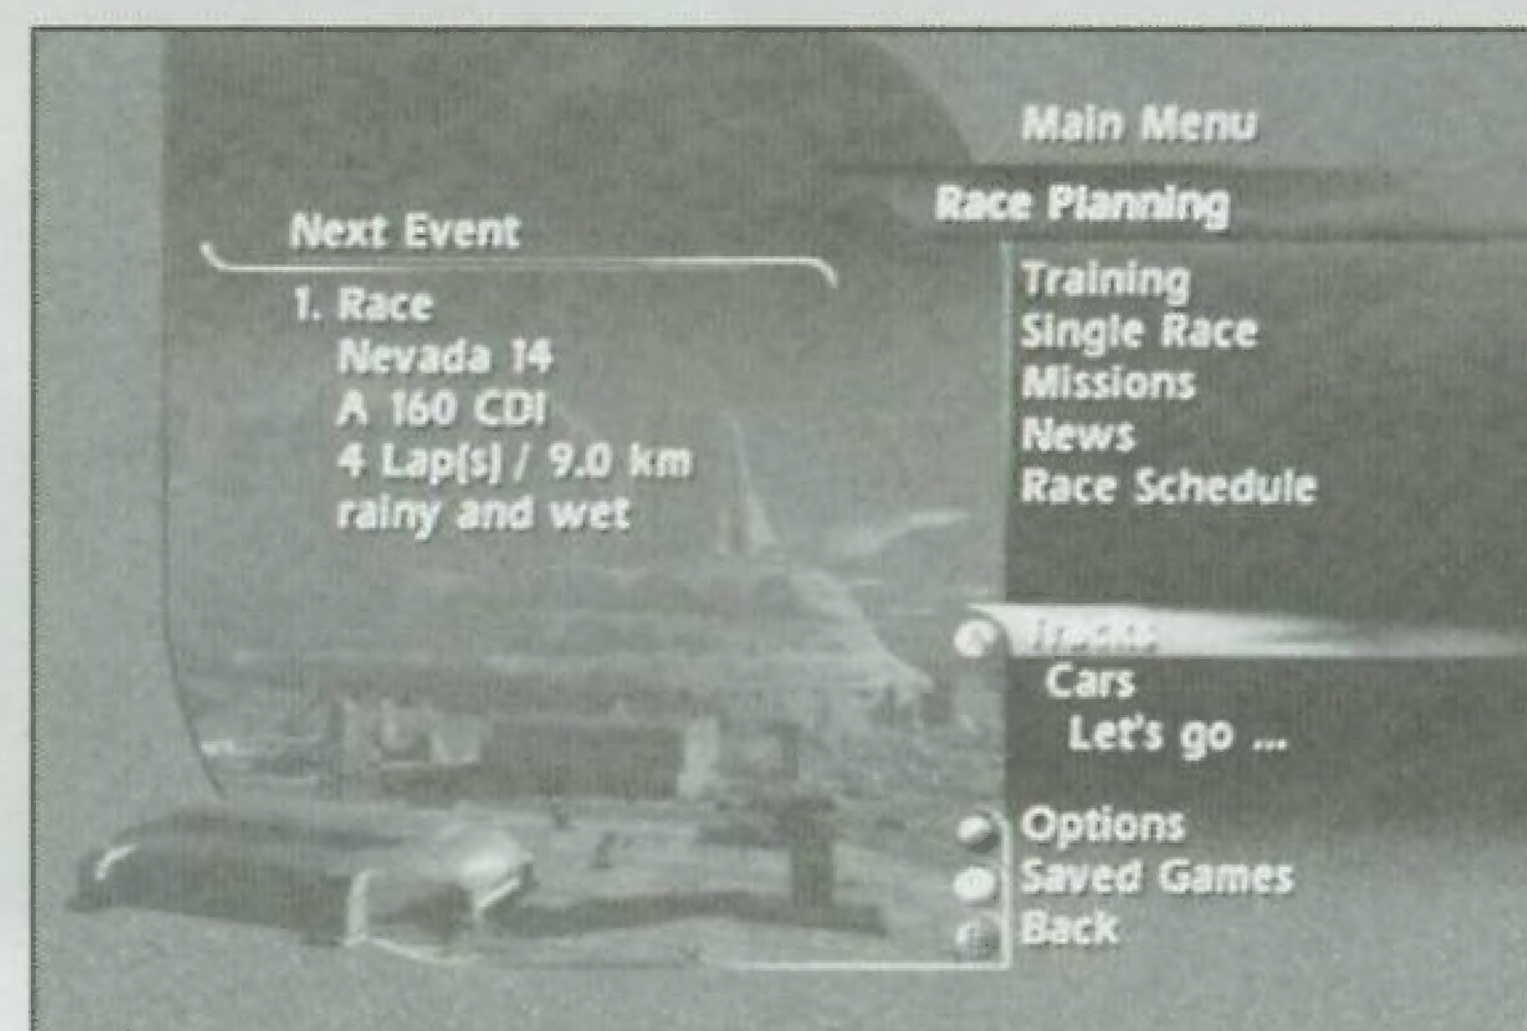 Main Menu
Race Planning
Next Event
1. Race
Nevada 14
A 160 CDI
4 Lap(s) / 9.0 km
rainy and wet
Training
Single Race
Missions
News
Race Schedule
Cars
Let's go ...
Options
Saved Games
Back